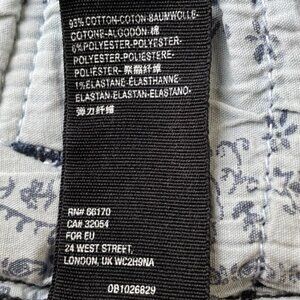 93% COTTON-COTON-BAUMWOLLE-
COTONE-ALGODÓN-棉
6% POLYESTER-POLYESTER-
POLYESTER-POLIESTERE-
POLIÉSTER- 聚酯纤维
1% ELASTANE-ÉLASTHANNE-
ELASTAN-ELASTAN-ELASTANO-
弹力纤维
RN# 66170
CA# 32054
FOR EU
24 WEST STREET,
LONDON, UK WC2H9NA
0B1026829